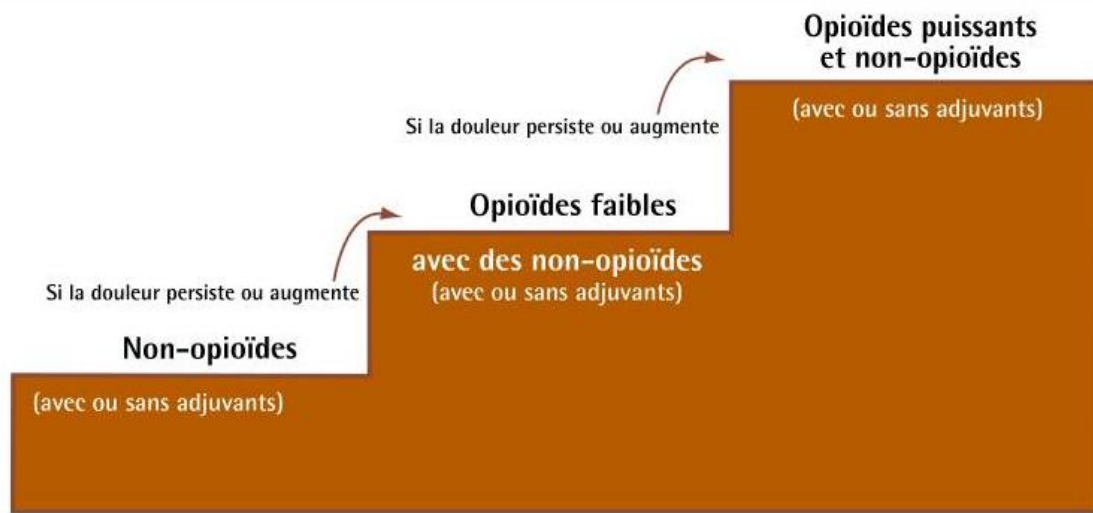 Opioïdes puissants
et non-opioïdes
(avec ou sans adjuvants)
Si la douleur persiste ou augmente
Opioïdes faibles
avec des non-opioïdes
(avec ou sans adjuvants)
Si la douleur persiste ou augmente
Non-opioïdes
(avec ou sans adjuvants)